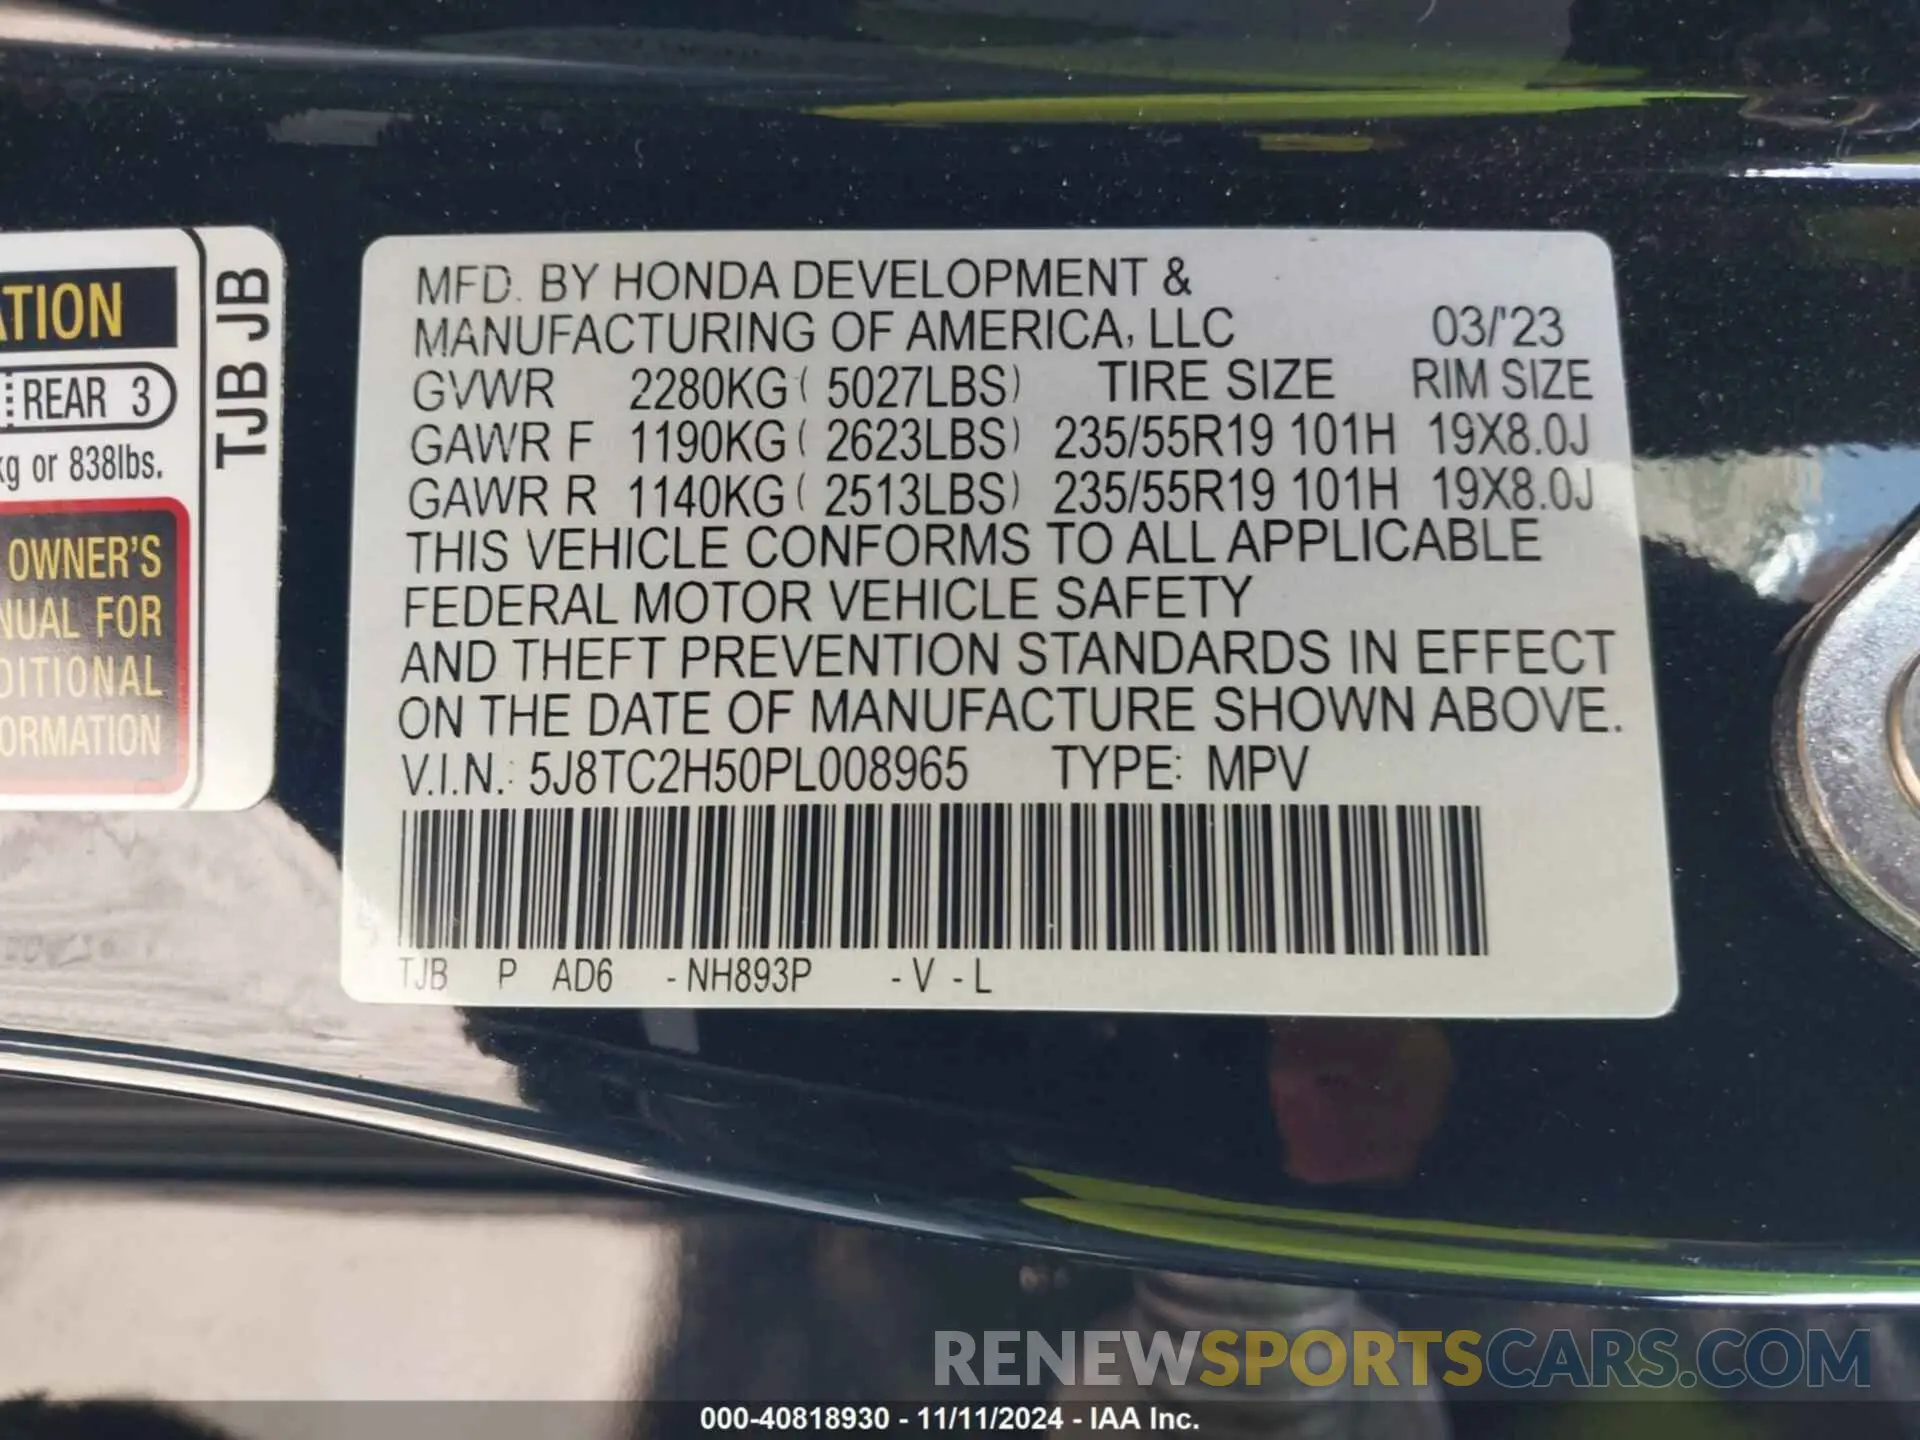 ATION
REAR 3
kg or 838lbs.
OWNER'S
NUAL FOR
DITIONAL
ORMATION
TJB JB
MFD. BY HONDA DEVELOPMENT &
MANUFACTURING OF AMERICA, LLC 03/'23
GVWR 2280KG ( 5027LBS) TIRE SIZE RIM SIZE
GAWR F 1190KG ( 2623LBS) 235/55R19 101H 19X8.0J
GAWR R 1140KG ( 2513LBS) 235/55R19 101H 19X8.0J
THIS VEHICLE CONFORMS TO ALL APPLICABLE
FEDERAL MOTOR VEHICLE SAFETY
AND THEFT PREVENTION STANDARDS IN EFFECT
ON THE DATE OF MANUFACTURE SHOWN ABOVE.
V.I.N.: 5J8TC2H50PL008965 TYPE: MPV
TJB P AD6 - NH893P - V - L
RENEWSPORTSCARS.COM
000-40818930 - 11/11/2024 - IAA Inc.